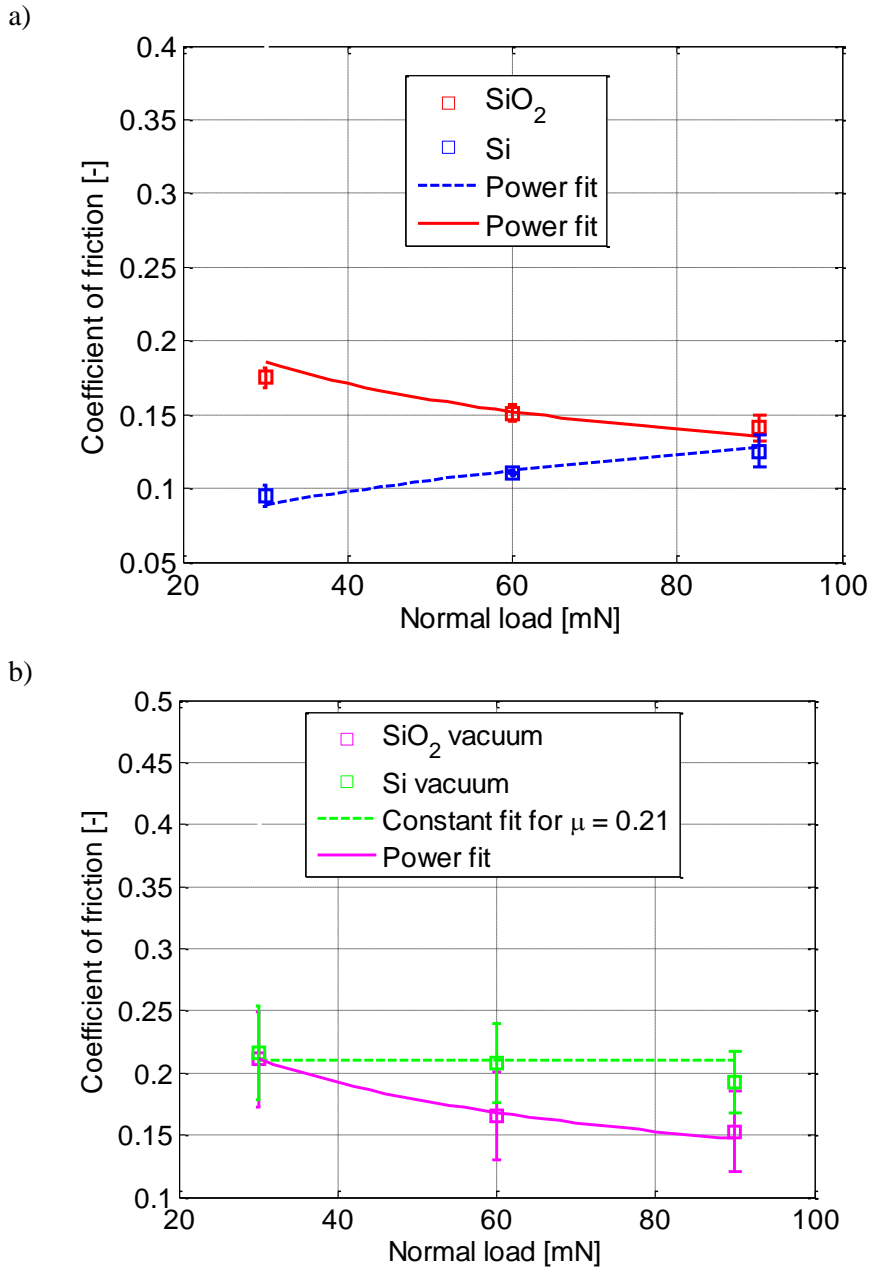 a)
0.4
0.35
0.3
0.25
0.2
0.15
0.1
0.05
Coefficient of friction [-]
SiO2
Si
Power fit
Power fit
20 40 60 80 100
Normal load [mN]
b)
0.5
0.45
0.4
0.35
0.3
0.25
0.2
0.15
0.1
Coefficient of friction [-]
SiO2 vacuum
Si vacuum
Constant fit for μ = 0.21
Power fit
20 40 60 80 100
Normal load [mN]